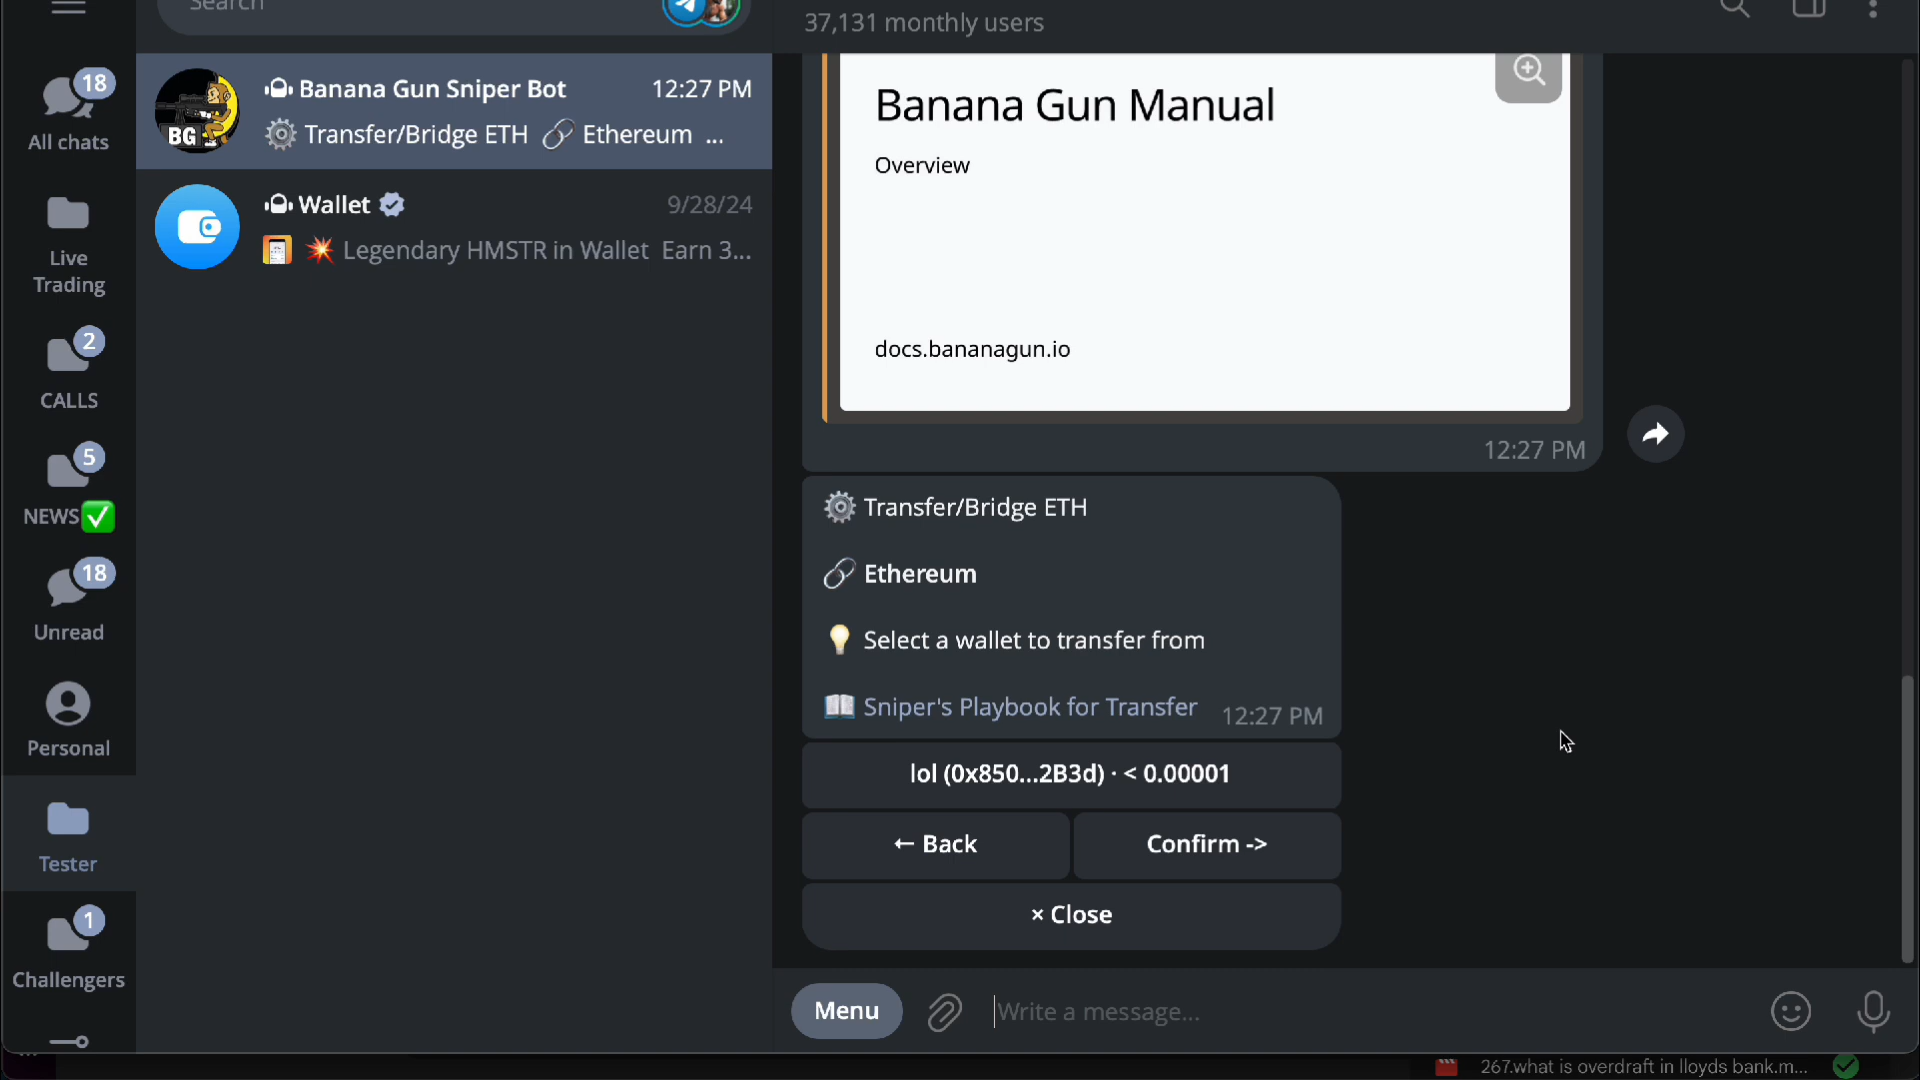 Search
37,131 monthly users
18
All chats
Live
Trading
2
CALLS
5
NEWS✅
18
Unread
Personal
Tester
1
Challengers
BG
Banana Gun Sniper Bot 12:27 PM
⚙️ Transfer/Bridge ETH 🔗 Ethereum ...
Wallet 9/28/24
💥 Legendary HMSTR in Wallet Earn 3...
Banana Gun Manual
Overview
docs.bananagun.io
12:27 PM
⚙️ Transfer/Bridge ETH
🔗 Ethereum
💡 Select a wallet to transfer from
📖 Sniper's Playbook for Transfer 12:27 PM
lol (0x850...2B3d) · < 0.00001
← Back
Confirm ->
× Close
Menu
Write a message...
267.what is overdraft in lloyds bank.m...